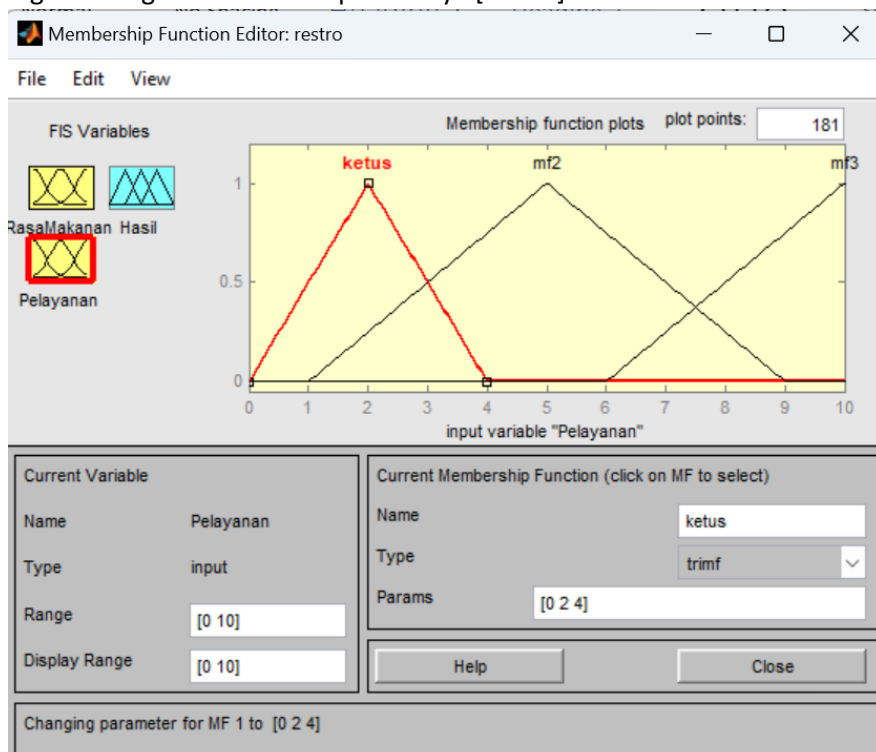 Membership Function Editor: restro
File Edit View
FIS Variables
Membership function plots plot points: 181
RasaMakanan Hasil
Pelayanan
ketus mf2 mf3
1
0.5
0
0 1 2 3 4 5 6 7 8 9 10
input variable "Pelayanan"
Current Variable
Name Pelayanan
Type input
Range [0 10]
Display Range [0 10]
Current Membership Function (click on MF to select)
Name ketus
Type trimf
Params [0 2 4]
Help Close
Changing parameter for MF 1 to [0 2 4]